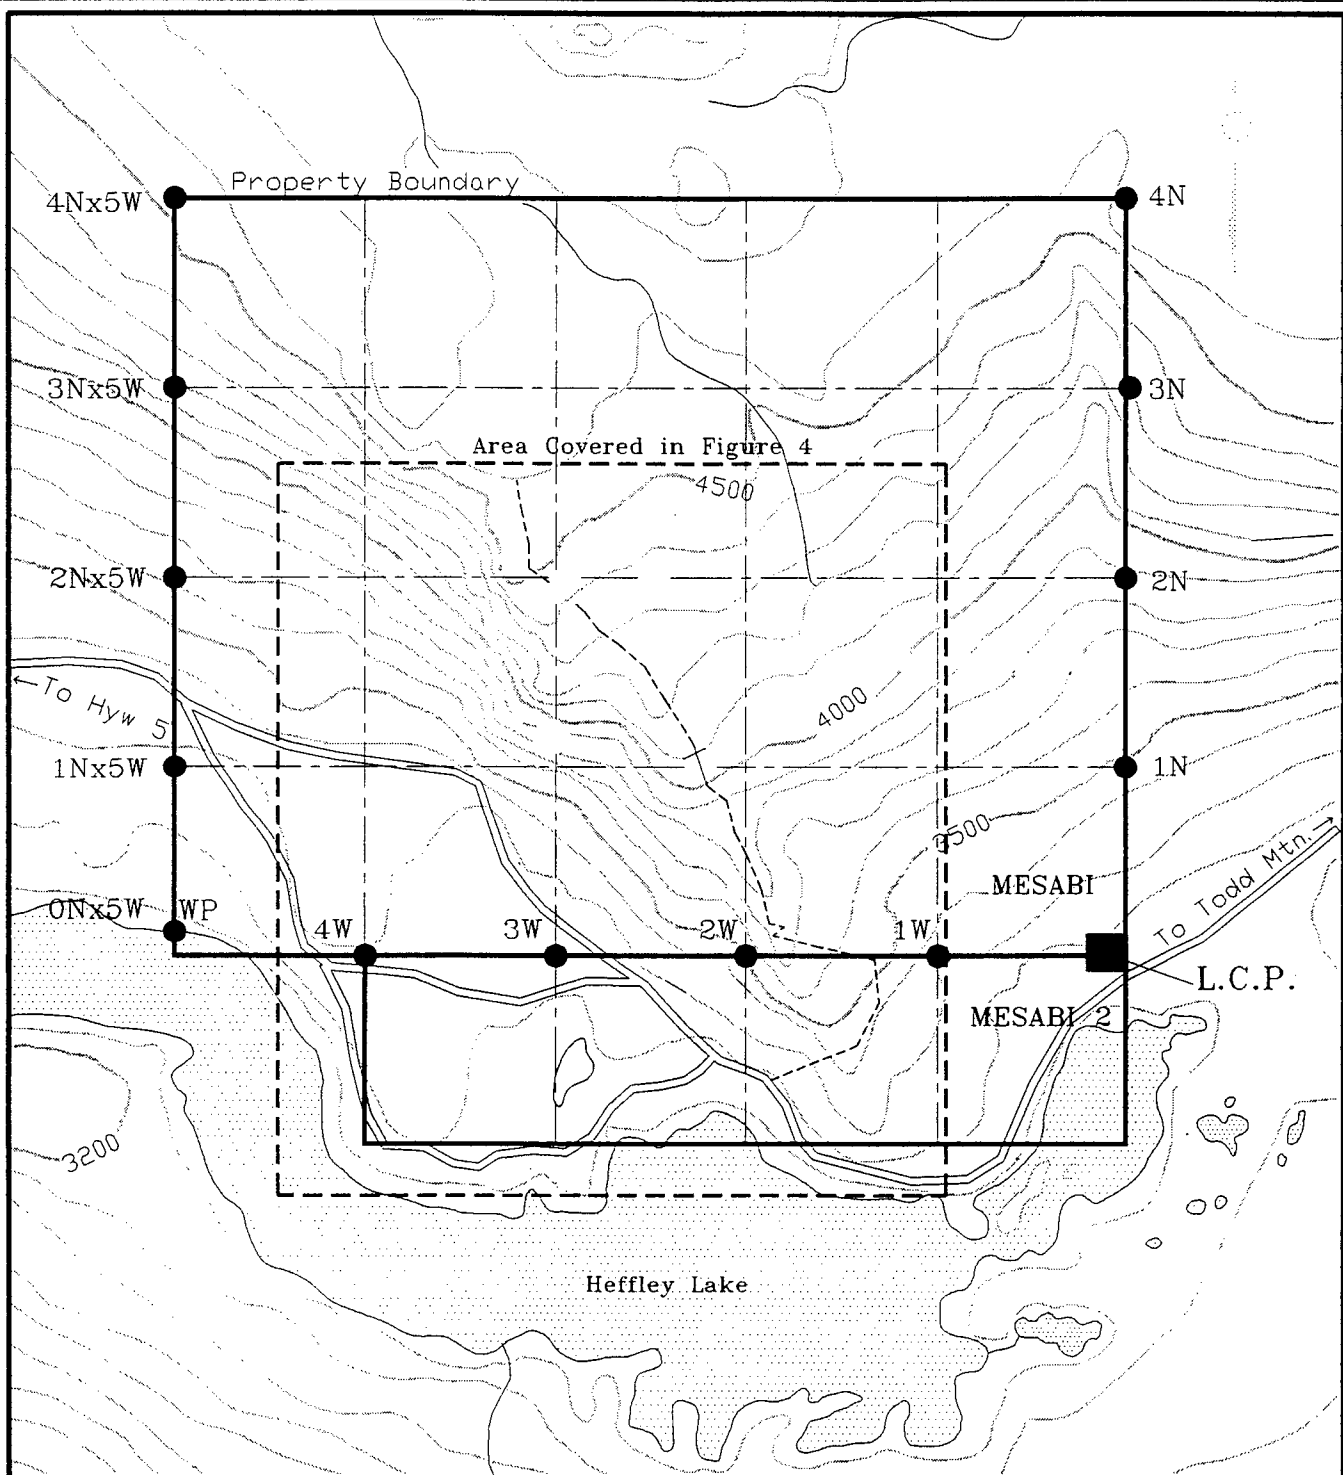 Property Boundary
4Nx5W
4N
3Nx5W
3N
Area Covered in Figure 4
4500
2Nx5W
2N
←To Hyw 5
4000
1Nx5W
1N
3500
To Todd Mtn.→
MESABI
0Nx5W WP
4W
3W
2W
1W
L.C.P.
MESABI 2
3200
Heffley Lake